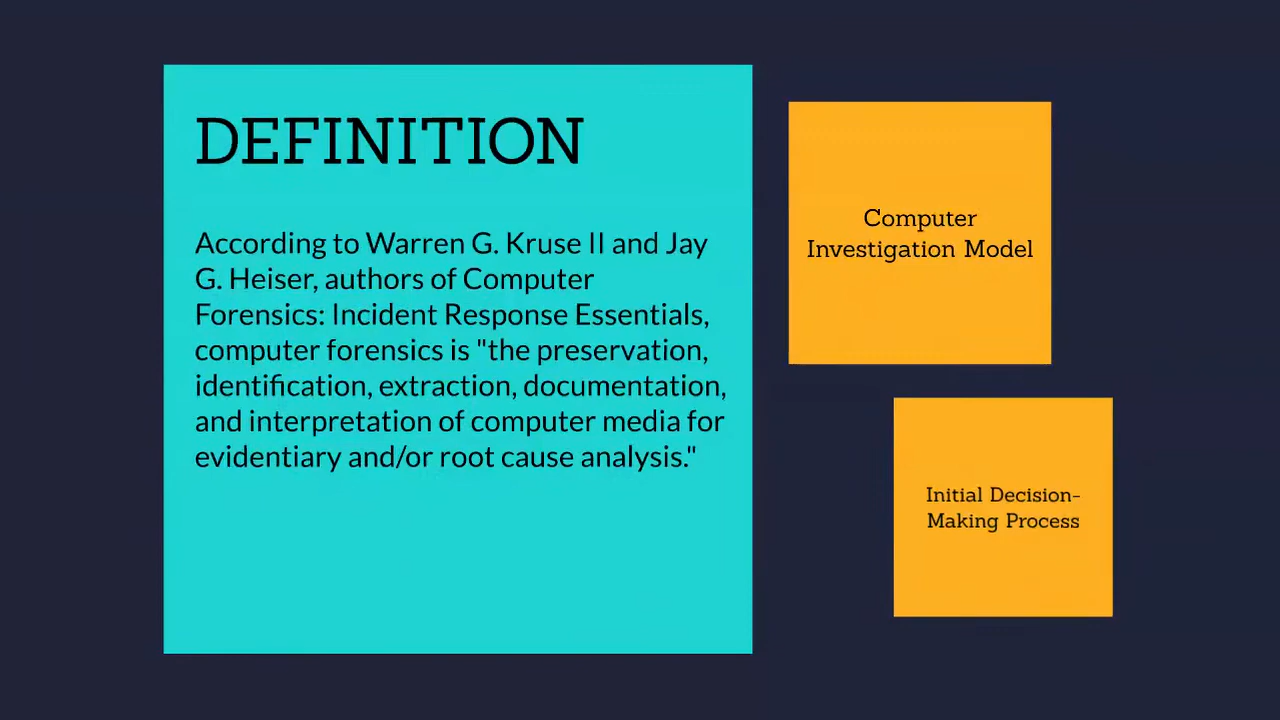 DEFINITION
According to Warren G. Kruse II and Jay
G. Heiser, authors of Computer
Forensics: Incident Response Essentials,
computer forensics is "the preservation,
identification, extraction, documentation,
and interpretation of computer media for
evidentiary and/or root cause analysis."
Computer
Investigation Model
Initial Decision-
Making Process